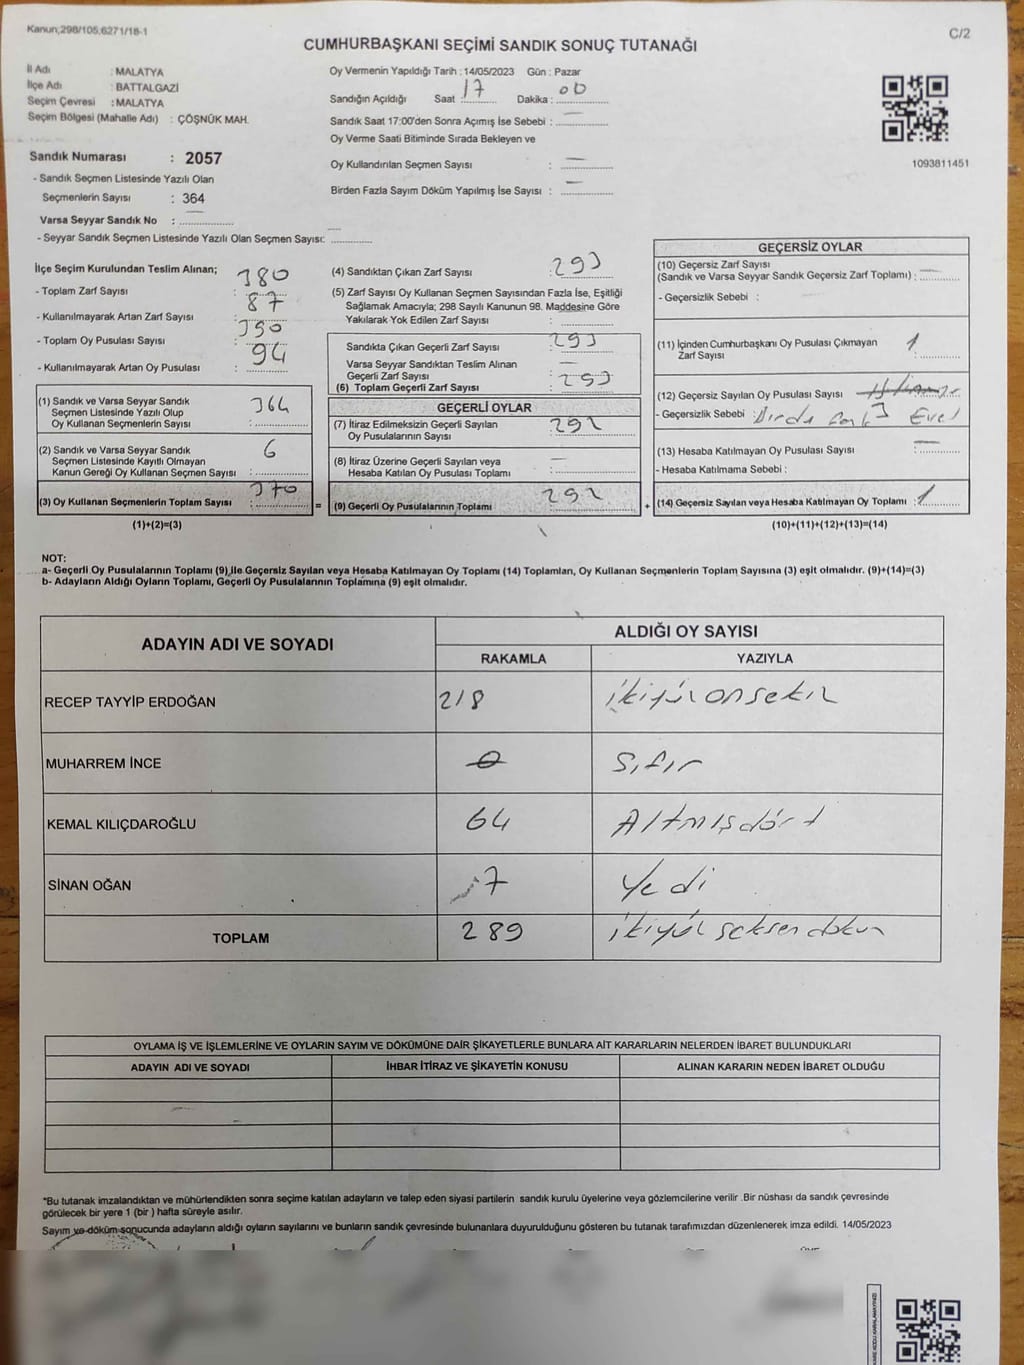 Kanun;298/105,6271/18-1
C/2
CUMHURBAŞKANI SEÇİMİ SANDIK SONUÇ TUTANAĞI
İl Adı : MALATYA
İlçe Adı : BATTALGAZİ
Seçim Çevresi : MALATYA
Seçim Bölgesi (Mahalle Adı) : ÇÖŞNÜK MAH.
Sandık Numarası : 2057
- Sandık Seçmen Listesinde Yazılı Olan
Seçmenlerin Sayısı : 364
Varsa Seyyar Sandık No :
- Seyyar Sandık Seçmen Listesinde Yazılı Olan Seçmen Sayısı:
Oy Vermenin Yapıldığı Tarih : 14/05/2023 Gün : Pazar
Sandığın Açıldığı Saat : 17 Dakika : 00
Sandık Saat 17:00'den Sonra Açımış İse Sebebi :
Oy Verme Saati Bitiminde Sırada Bekleyen ve
Oy Kullandırılan Seçmen Sayısı :
Birden Fazla Sayım Döküm Yapılmış İse Sayısı :
1093811451
İlçe Seçim Kurulundan Teslim Alınan;
- Toplam Zarf Sayısı : 380
- Kullanılmayarak Artan Zarf Sayısı : 87
- Toplam Oy Pusulası Sayısı : 390
- Kullanılmayarak Artan Oy Pusulası : 94
(1) Sandık ve Varsa Seyyar Sandık
Seçmen Listesinde Yazılı Olup
Oy Kullanan Seçmenlerin Sayısı : 364
(2) Sandık ve Varsa Seyyar Sandık
Seçmen Listesinde Kayıtlı Olmayan
Kanun Gereği Oy Kullanan Seçmen Sayısı : 6
(3) Oy Kullanan Seçmenlerin Toplam Sayısı : 370
(1)+(2)=(3)
(4) Sandıktan Çıkan Zarf Sayısı : 293
(5) Zarf Sayısı Oy Kullanan Seçmen Sayısından Fazla İse, Eşitliği
Sağlamak Amacıyla; 298 Sayılı Kanunun 98. Maddesine Göre
Yakılarak Yok Edilen Zarf Sayısı :
Sandıkta Çıkan Geçerli Zarf Sayısı : 293
Varsa Seyyar Sandıktan Teslim Alınan
Geçerli Zarf Sayısı :
(6) Toplam Geçerli Zarf Sayısı : 293
GEÇERLİ OYLAR
(7) İtiraz Edilmeksizin Geçerli Sayılan
Oy Pusulalarının Sayısı : 292
(8) İtiraz Üzerine Geçerli Sayılan veya
Hesaba Katılan Oy Pusulası Toplamı :
= (9) Geçerli Oy Pusulalarının Toplamı : 292
GEÇERSİZ OYLAR
(10) Geçersiz Zarf Sayısı
(Sandık ve Varsa Seyyar Sandık Geçersiz Zarf Toplamı) :
- Geçersizlik Sebebi :
(11) İçinden Cumhurbaşkanı Oy Pusulası Çıkmayan
Zarf Sayısı : 1
(12) Geçersiz Sayılan Oy Pusulası Sayısı
- Geçersizlik Sebebi : 3 Evet
(13) Hesaba Katılmayan Oy Pusulası Sayısı :
- Hesaba Katılmama Sebebi :
+ (14) Geçersiz Sayılan veya Hesaba Katılmayan Oy Toplamı : 1
(10)+(11)+(12)+(13)=(14)
NOT:
a- Geçerli Oy Pusulalarının Toplamı (9) ile Geçersiz Sayılan veya Hesaba Katılmayan Oy Toplamı (14) Toplamları, Oy Kullanan Seçmenlerin Toplam Sayısına (3) eşit olmalıdır. (9)+(14)=(3)
b- Adayların Aldığı Oyların Toplamı, Geçerli Oy Pusulalarının Toplamına (9) eşit olmalıdır.
ADAYIN ADI VE SOYADI ALDIĞI OY SAYISI
RAKAMLA YAZIYLA
RECEP TAYYİP ERDOĞAN 218 ikiyüzonsekiz
MUHARREM İNCE 0 Sıfır
KEMAL KILIÇDAROĞLU 64 Altmışdört
SİNAN OĞAN 7 Yedi
TOPLAM 289 ikiyüz seksen dokuz
OYLAMA İŞ VE İŞLEMLERİNE VE OYLARIN SAYIM VE DÖKÜMÜNE DAİR ŞİKAYETLERLE BUNLARA AİT KARARLARIN NELERDEN İBARET BULUNDUKLARI
ADAYIN ADI VE SOYADI İHBAR İTİRAZ VE ŞİKAYETİN KONUSU ALINAN KARARIN NEDEN İBARET OLDUĞU
*Bu tutanak imzalandıktan ve mühürlendikten sonra seçime katılan adayların ve talep eden siyasi partilerin sandık kurulu üyelerine veya gözlemcilerine verilir .Bir nüshası da sandık çevresinde
görülecek bir yere 1 (bir ) hafta süreyle asılır.
Sayım ve döküm sonucunda adayların aldığı oyların sayılarını ve bunların sandık çevresinde bulunanlara duyurulduğunu gösteren bu tutanak tarafımızdan düzenlenerek imza edildi. 14/05/2023